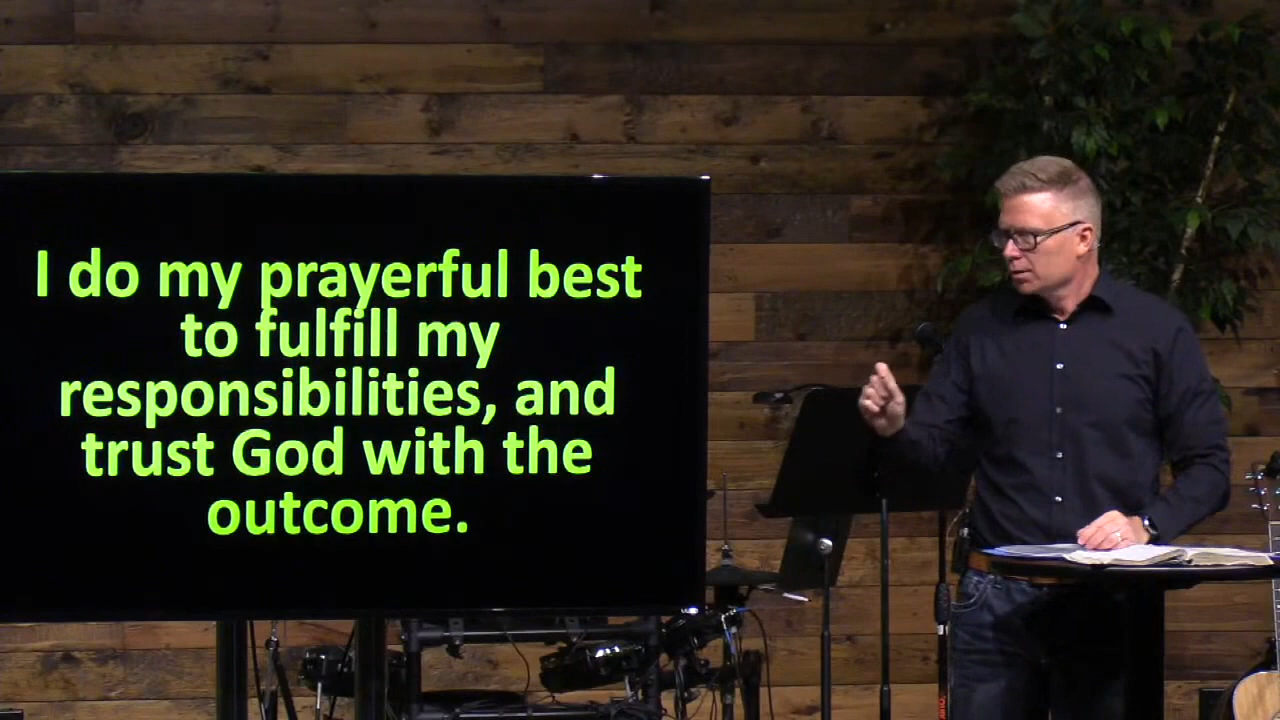 I do my prayerful best
to fulfill my
responsibilities, and
trust God with the
outcome.